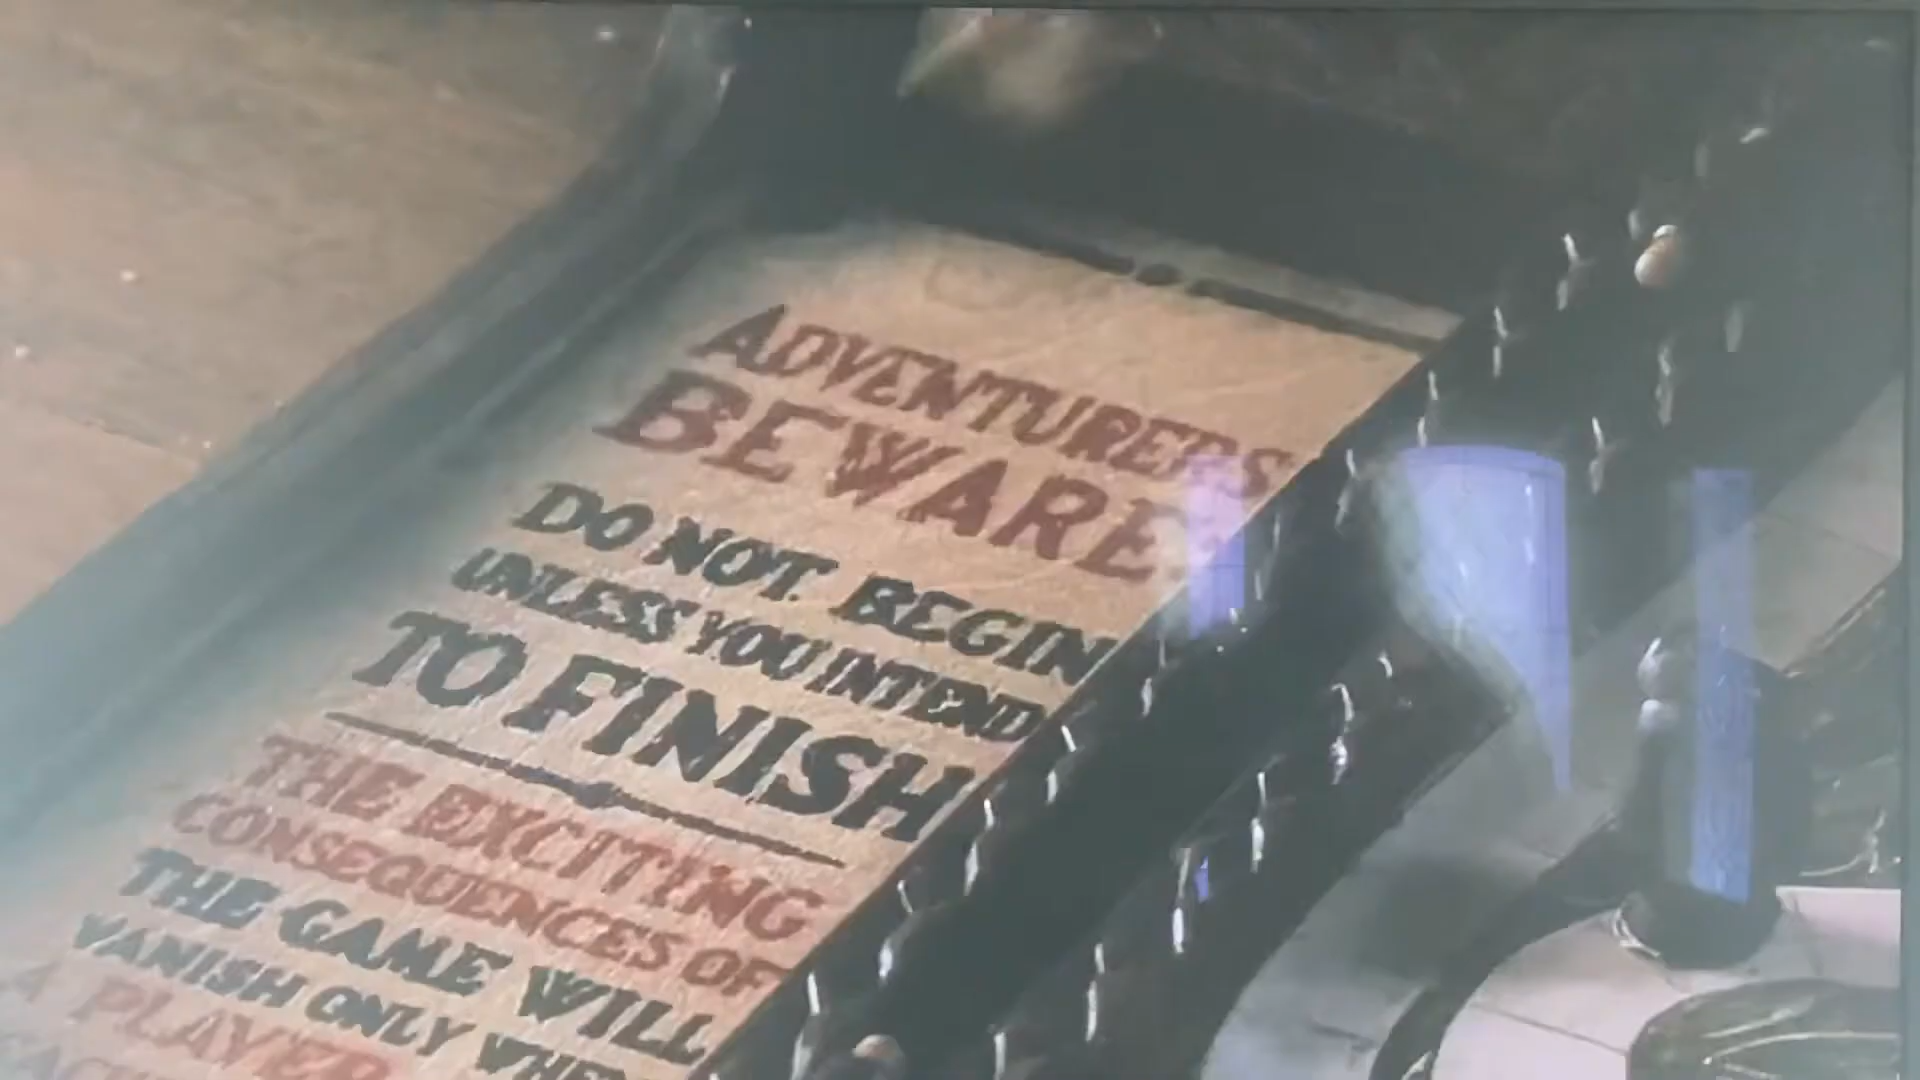 ADVENTURERS
BEWARE
DO NOT BEGIN
UNLESS YOU INTEND
TO FINISH
THE EXCITING
CONSEQUENCES OF
THE GAME WILL
VANISH ONLY WHEN
A PLAYER